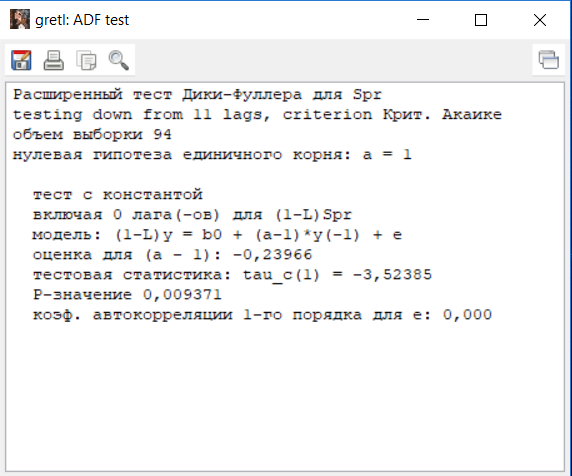 gretl: ADF test
Расширенный тест Дики-Фуллера для Spr
testing down from 11 lags, criterion Крит. Акаике
объем выборки 94
нулевая гипотеза единичного корня: a = 1
тест с константой
включая 0 лага(-ов) для (1-L)Spr
модель: (1-L)y = b0 + (a-1)*y(-1) + e
оценка для (a - 1): -0,23966
тестовая статистика: tau_c(1) = -3,52385
P-значение 0,009371
коэф. автокорреляции 1-го порядка для e: 0,000